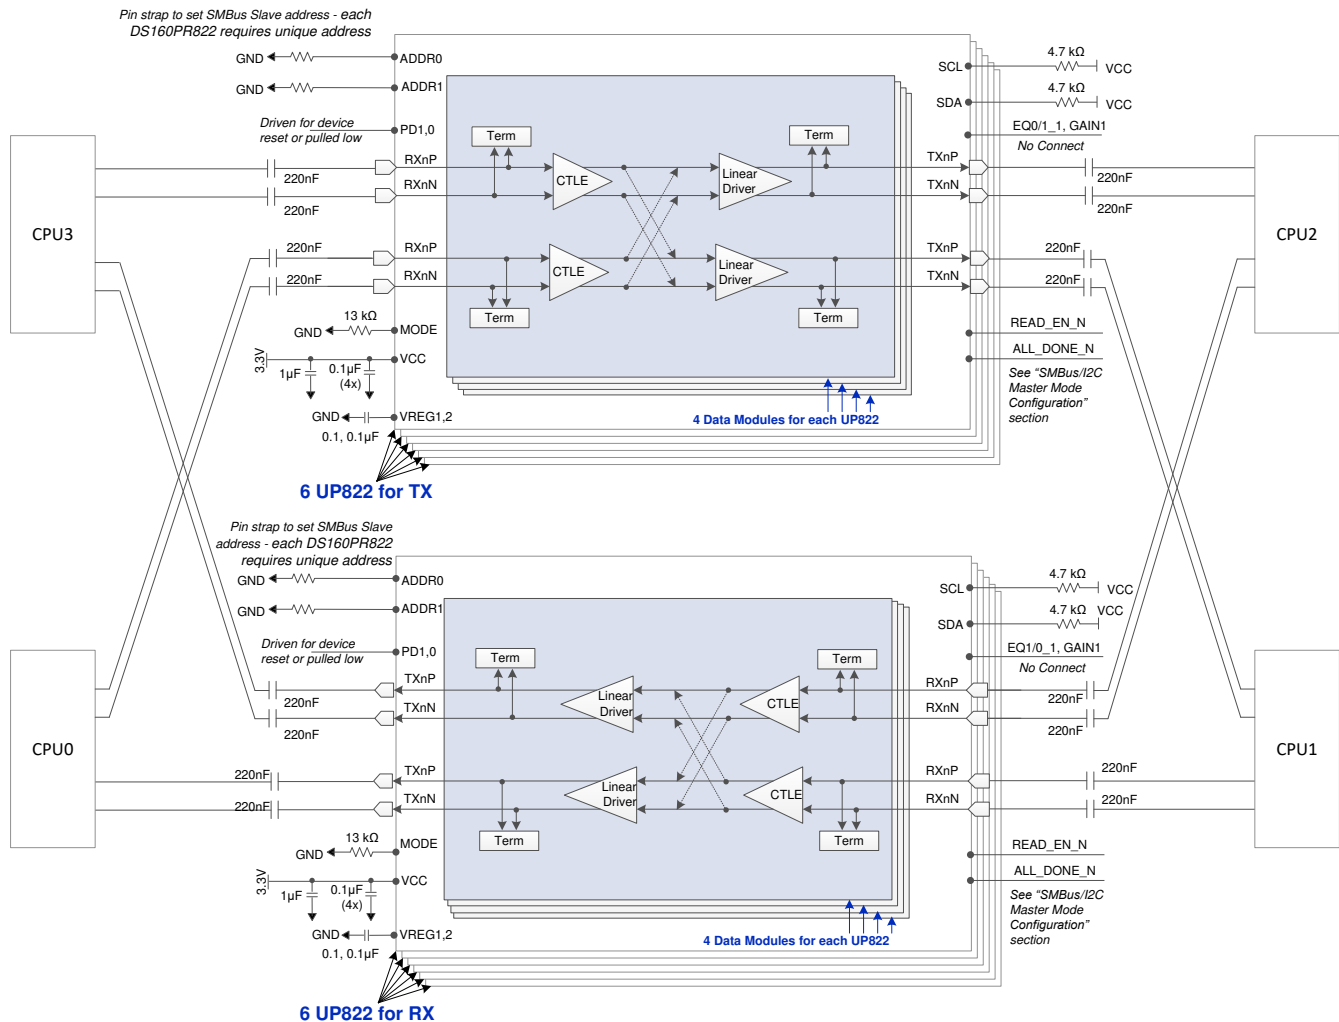 Pin strap to set SMBus Slave address - each
DS160PR822 requires unique address
GND
ADDR0
GND
ADDR1
Driven for device
reset or pulled low
PD1,0
SCL
4.7 kΩ
VCC
SDA
4.7 kΩ
VCC
EQ0/1_1, GAIN1
No Connect
CPU3
220nF
220nF
220nF
220nF
RXnP
RXnN
RXnP
RXnN
Term
CTLE
Linear
Driver
Term
Term
CTLE
Linear
Driver
Term
TXnP
TXnN
TXnP
TXnN
220nF
220nF
220nF
220nF
CPU2
13 kΩ
GND
MODE
3.3V
VCC
1µF
0.1µF
(4x)
GND
VREG1,2
0.1, 0.1µF
READ_EN_N
ALL_DONE_N
See “SMBus/I2C
Master Mode
Configuration”
section
4 Data Modules for each UP822
6 UP822 for TX
Pin strap to set SMBus Slave
address - each DS160PR822
requires unique address
GND
ADDR0
GND
ADDR1
Driven for device
reset or pulled low
PD1,0
SCL
4.7 kΩ
VCC
SDA
4.7 kΩ
VCC
EQ1/0_1, GAIN1
No Connect
CPU0
220nF
220nF
220nF
220nF
TXnP
TXnN
TXnP
TXnN
Term
Linear
Driver
CTLE
Term
Term
Linear
Driver
CTLE
Term
RXnP
RXnN
RXnP
RXnN
220nF
220nF
220nF
220nF
CPU1
13 kΩ
GND
MODE
3.3V
VCC
1µF
0.1µF
(4x)
GND
VREG1,2
0.1, 0.1µF
READ_EN_N
ALL_DONE_N
See “SMBus/I2C
Master Mode
Configuration”
section
4 Data Modules for each UP822
6 UP822 for RX